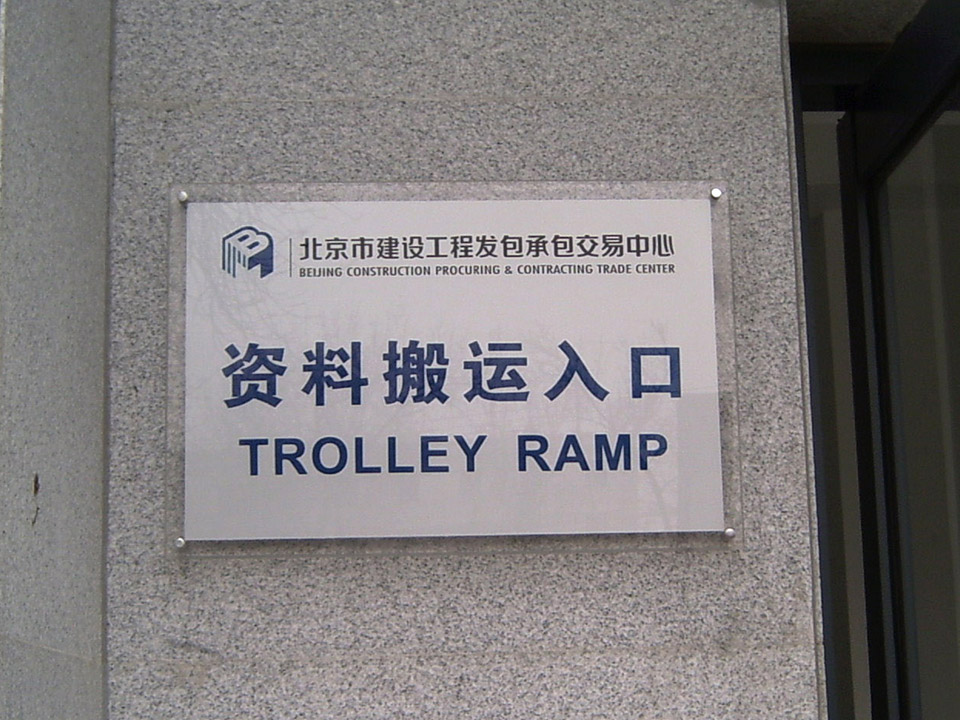 北京市建设工程发包承包交易中心
BEIJING CONSTRUCTION PROCURING & CONTRACTING TRADE CENTER
资料搬运入口
TROLLEY RAMP